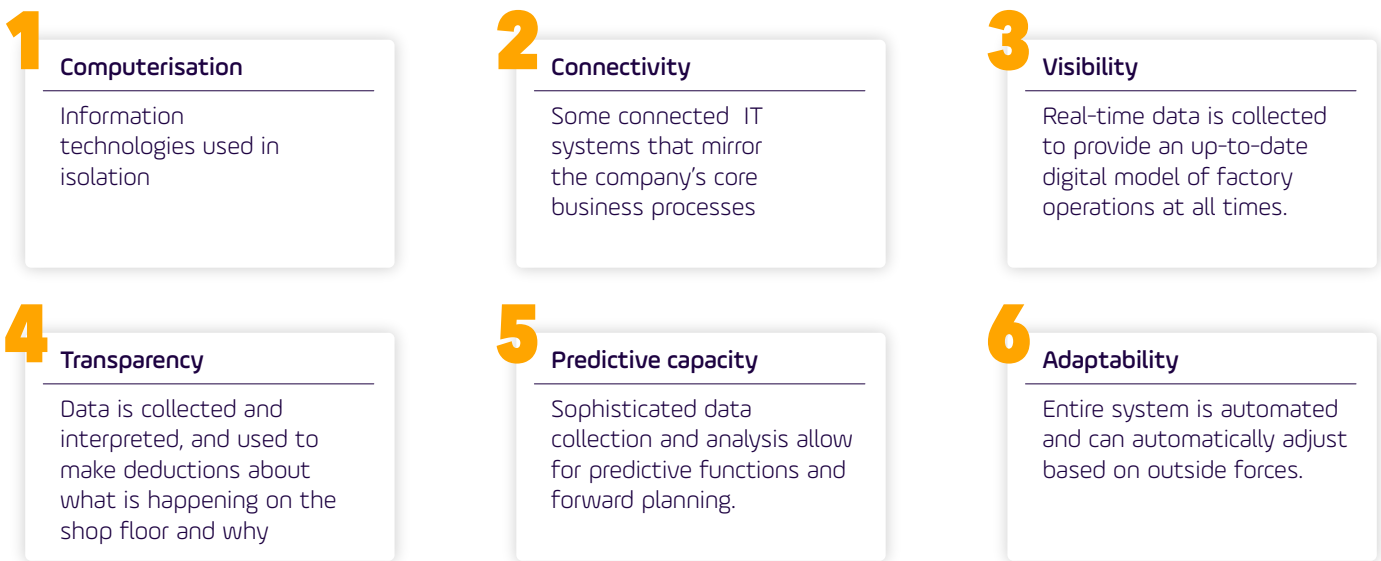 1
Computerisation
Information
technologies used in
isolation
2
Connectivity
Some connected  IT
systems that mirror
the company's core
business processes
3
Visibility
Real-time data is collected
to provide an up-to-date
digital model of factory
operations at all times.
4
Transparency
Data is collected and
interpreted, and used to
make deductions about
what is happening on the
shop floor and why
5
Predictive capacity
Sophisticated data
collection and analysis allow
for predictive functions and
forward planning.
6
Adaptability
Entire system is automated
and can automatically adjust
based on outside forces.